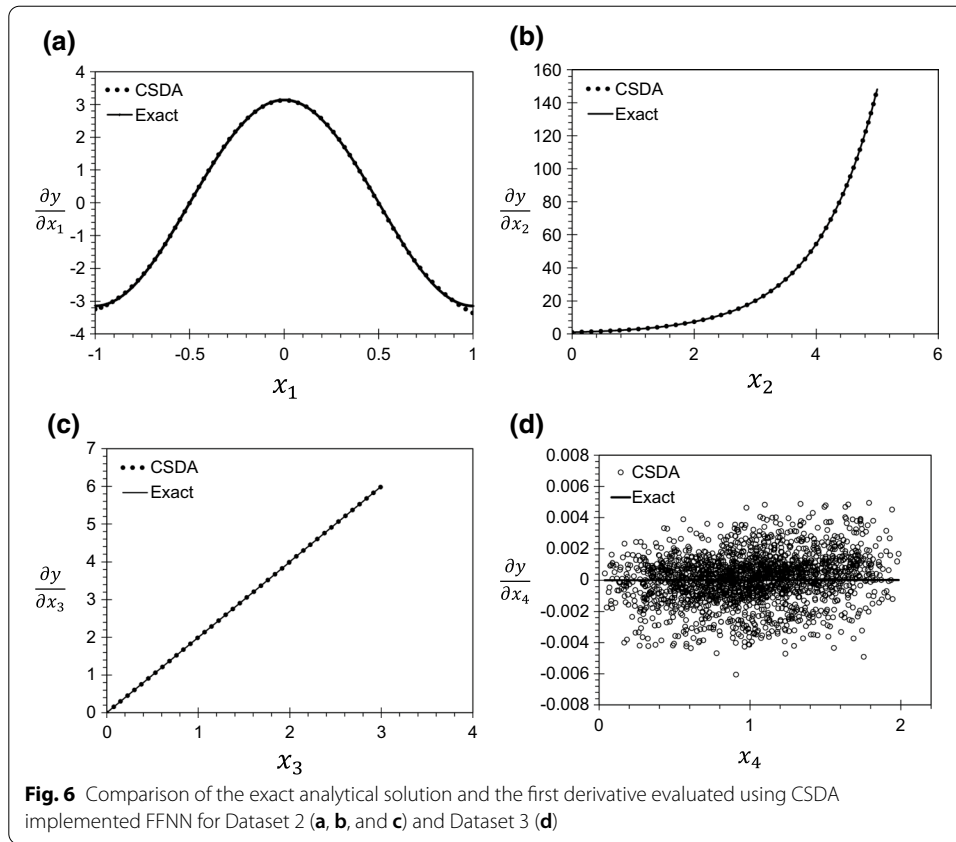 (a)
4
3
2
1
0
-1
-2
-3
-4
CSDA
Exact
∂y
∂x₁
-1 -0.5 0 0.5 1
x₁
(b)
160
140
120
100
80
60
40
20
0
CSDA
Exact
∂y
∂x₂
0 2 4 6
x₂
(c)
7
6
5
4
3
2
1
0
CSDA
Exact
∂y
∂x₃
0 1 2 3 4
x₃
(d)
0.008
0.006
0.004
0.002
0
-0.002
-0.004
-0.006
-0.008
CSDA
Exact
∂y
∂x₄
0 1 2
x₄
Fig. 6 Comparison of the exact analytical solution and the first derivative evaluated using CSDA
implemented FFNN for Dataset 2 (a, b, and c) and Dataset 3 (d)